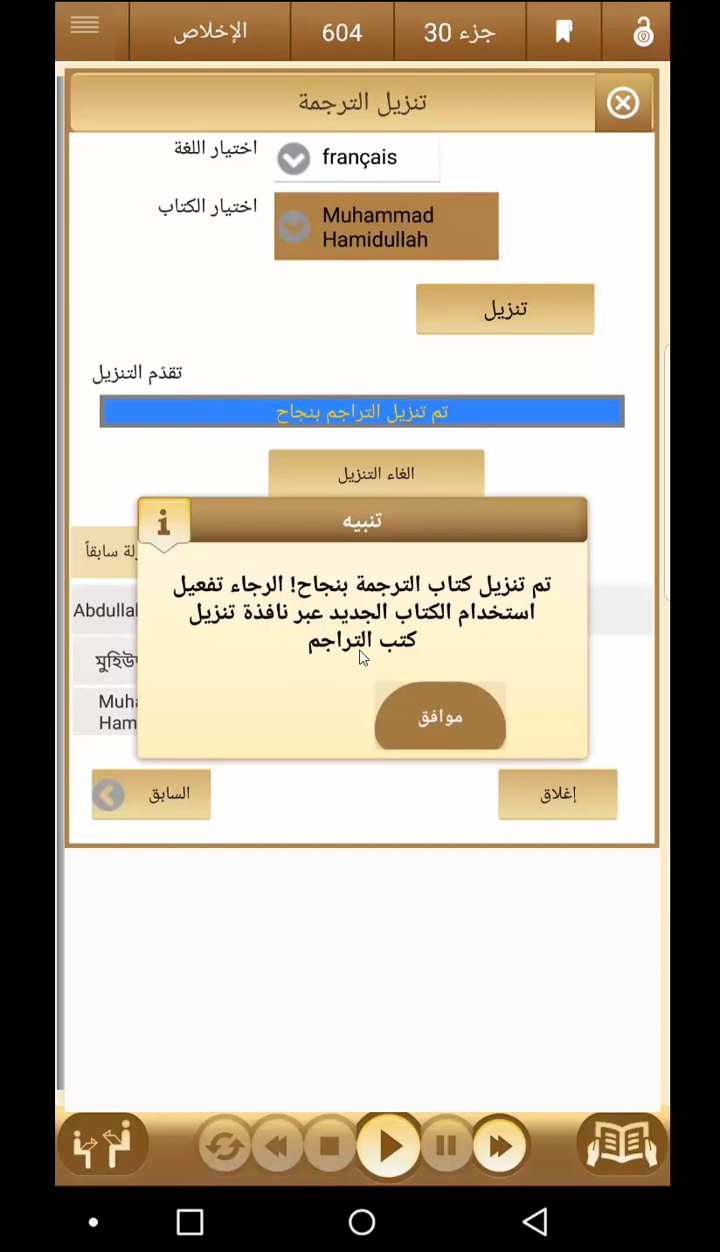 الإخلاص
604
جزء 30
تنزيل الترجمة
اختيار اللغة
français
اختيار الكتاب
Muhammad
Hamidullah
تنزيل
تقدّم التنزيل
تم تنزيل التراجم بنجاح
الغاء التنزيل
تنبيه
تم تنزيل كتاب الترجمة بنجاح! الرجاء تفعيل
استخدام الكتاب الجديد عبر نافذة تنزيل
كتب التراجم
موافق
سابقاً
السابق
إغلاق